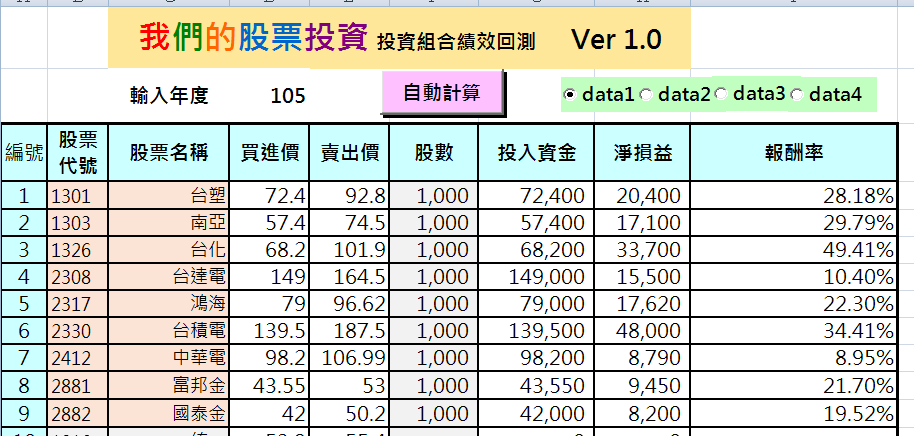 我們的股票投資 投資組合績效回測 Ver 1.0
輸入年度 105 自動計算 data1 data2 data3 data4
編號 股票代號 股票名稱 買進價 賣出價 股數 投入資金 淨損益 報酬率
1 1301 台塑 72.4 92.8 1,000 72,400 20,400 28.18%
2 1303 南亞 57.4 74.5 1,000 57,400 17,100 29.79%
3 1326 台化 68.2 101.9 1,000 68,200 33,700 49.41%
4 2308 台達電 149 164.5 1,000 149,000 15,500 10.40%
5 2317 鴻海 79 96.62 1,000 79,000 17,620 22.30%
6 2330 台積電 139.5 187.5 1,000 139,500 48,000 34.41%
7 2412 中華電 98.2 106.99 1,000 98,200 8,790 8.95%
8 2881 富邦金 43.55 53 1,000 43,550 9,450 21.70%
9 2882 國泰金 42 50.2 1,000 42,000 8,200 19.52%